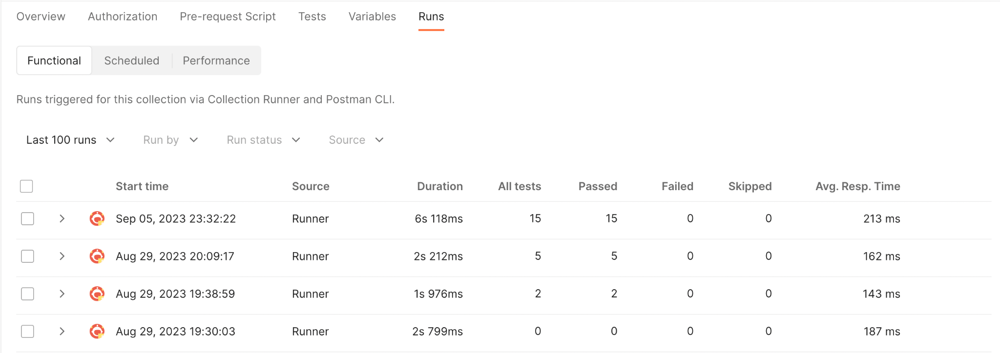 Overview Authorization Pre-request Script Tests Variables Runs
Functional Scheduled Performance
Runs triggered for this collection via Collection Runner and Postman CLI.
Last 100 runs Run by Run status Source
Start time Source Duration All tests Passed Failed Skipped Avg. Resp. Time
Sep 05, 2023 23:32:22 Runner 6s 118ms 15 15 0 0 213 ms
Aug 29, 2023 20:09:17 Runner 2s 212ms 5 5 0 0 162 ms
Aug 29, 2023 19:38:59 Runner 1s 976ms 2 2 0 0 143 ms
Aug 29, 2023 19:30:03 Runner 2s 799ms 0 0 0 0 187 ms